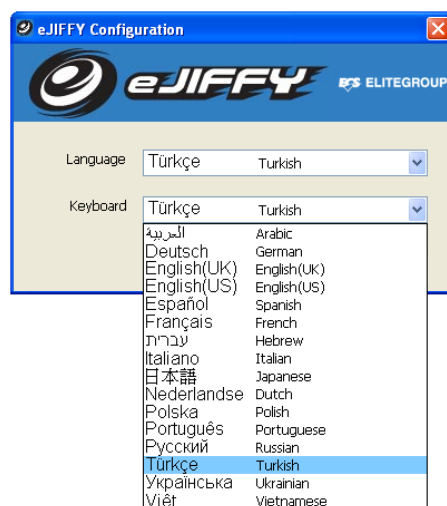 eJIFFY Configuration
eJIFFY ECS ELITEGROUP
Language Türkçe Turkish
Keyboard Türkçe Turkish
العربية Arabic
Deutsch German
English(UK) English(UK)
English(US) English(US)
Español Spanish
Français French
עברית Hebrew
Italiano Italian
日本語 Japanese
Nederlandse Dutch
Polska Polish
Português Portuguese
Русский Russian
Türkçe Turkish
Українська Ukrainian
Việt Vietnamese